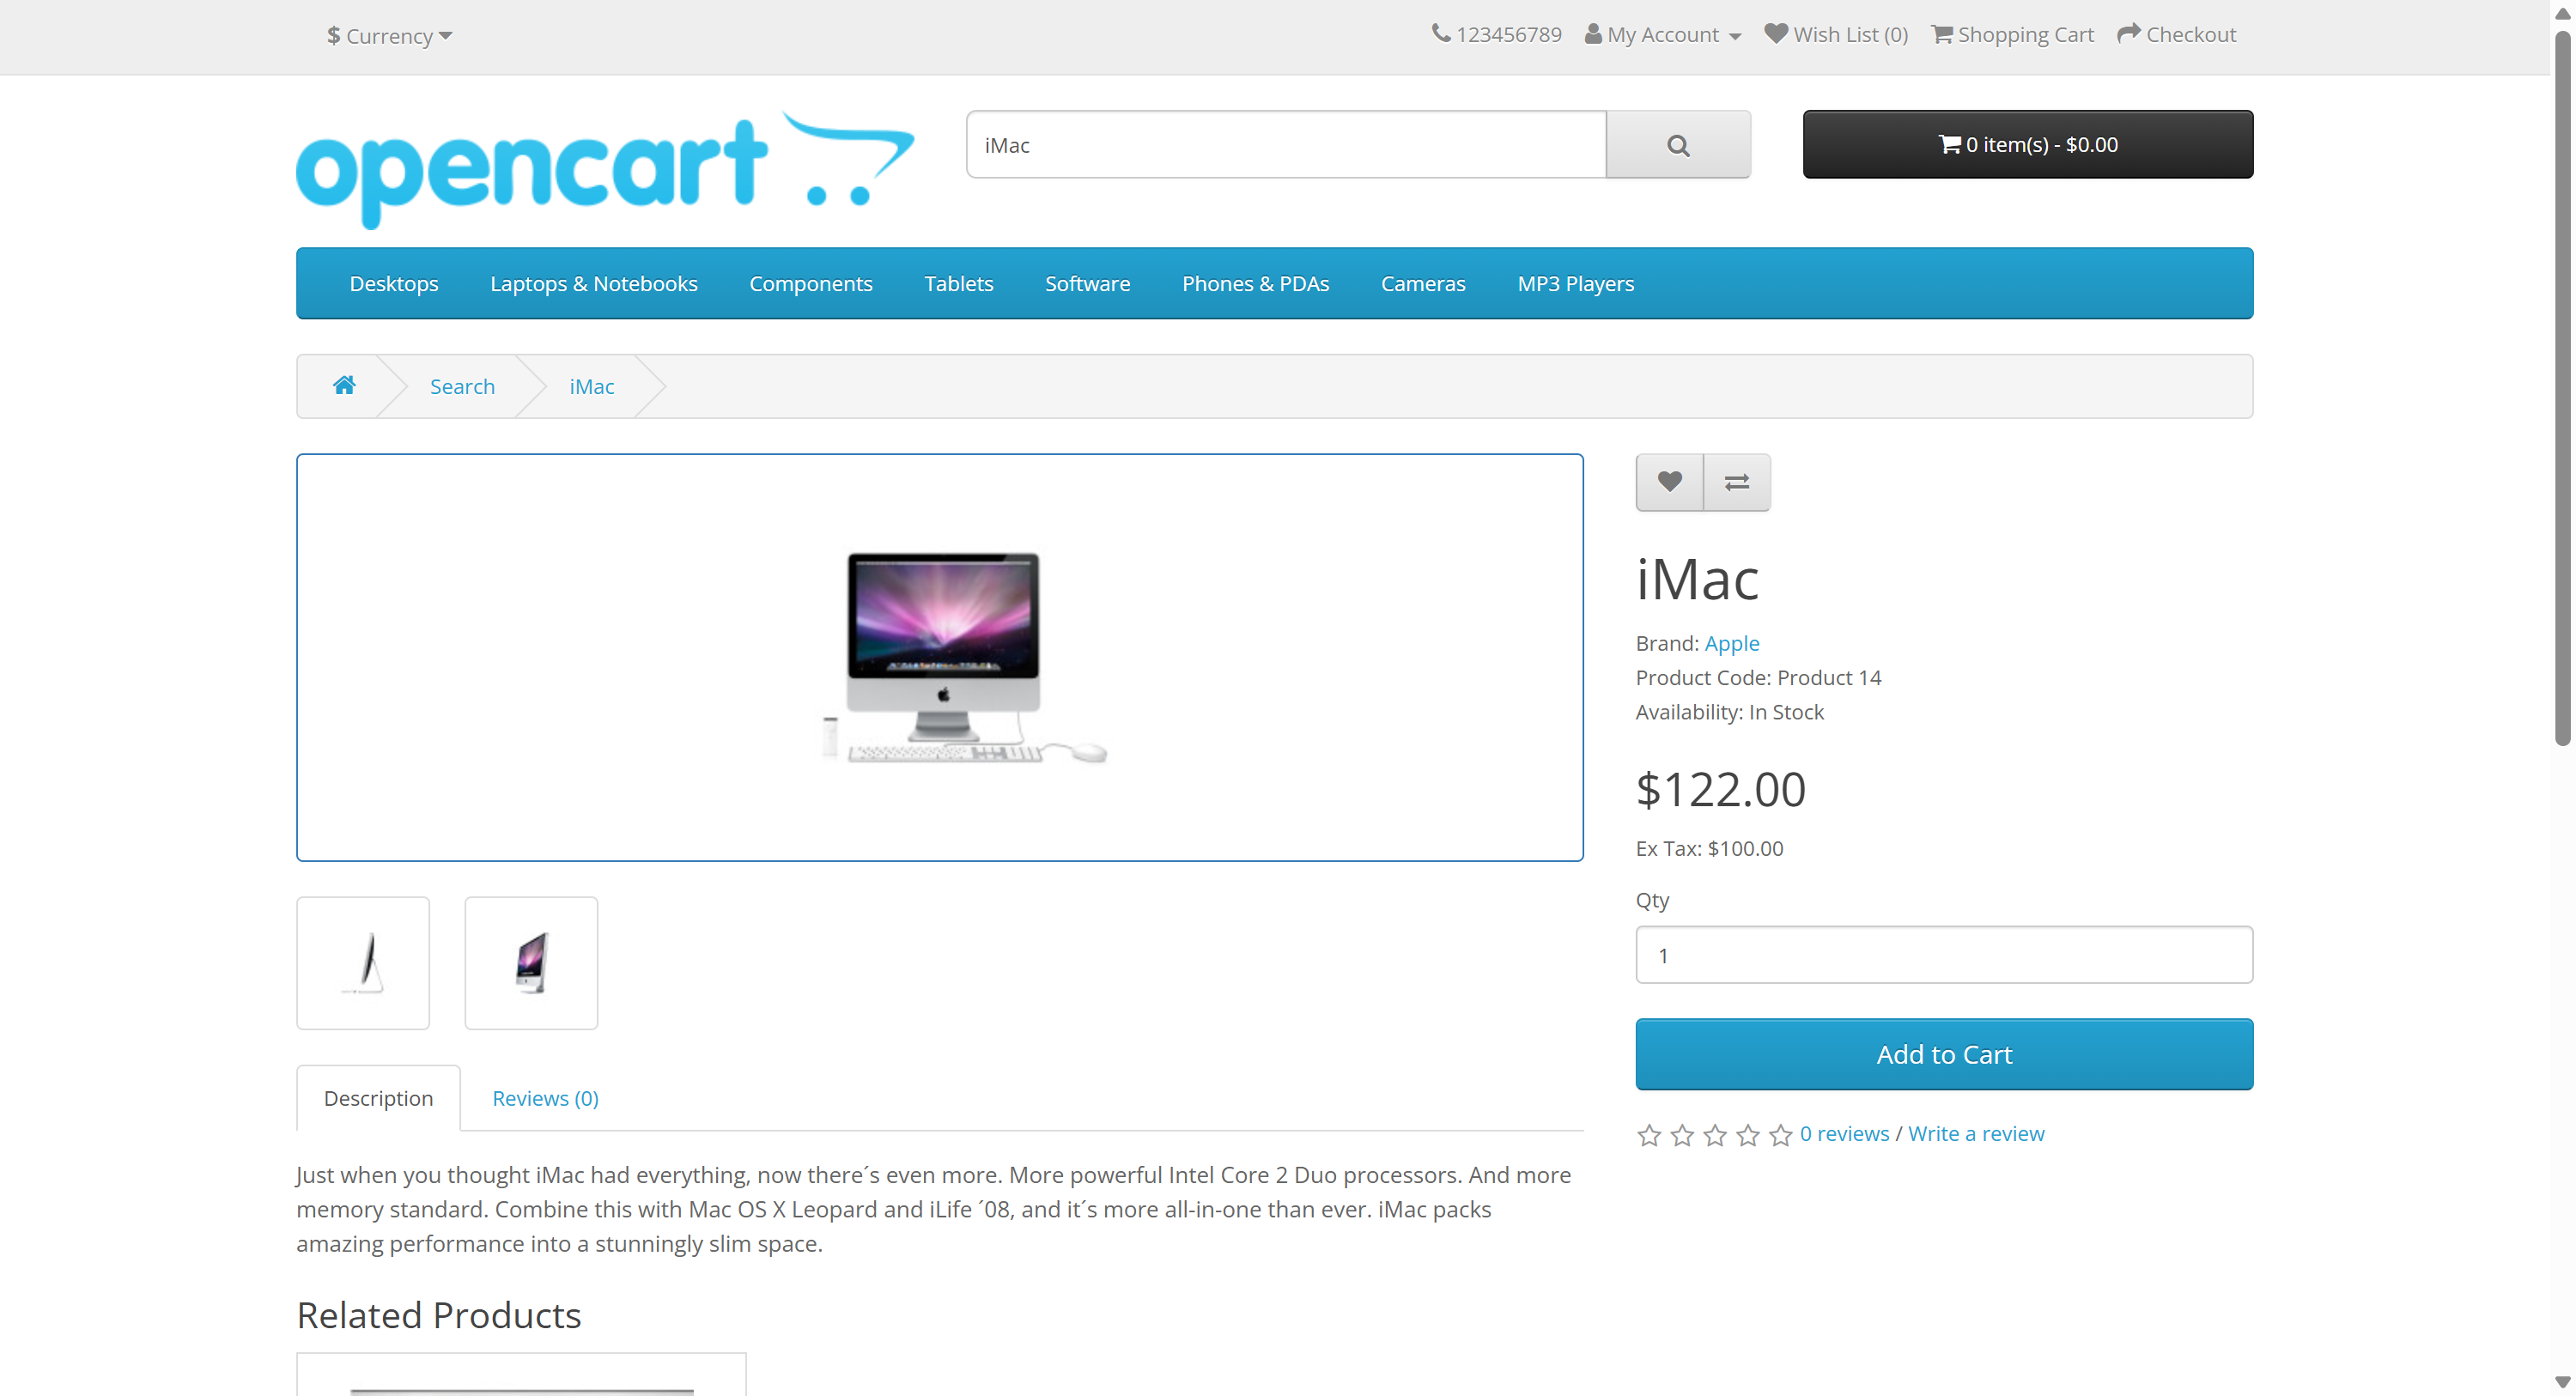 $ Currency
123456789 My Account Wish List (0) Shopping Cart Checkout
opencart
iMac
0 item(s) - $0.00
Desktops Laptops & Notebooks Components Tablets Software Phones & PDAs Cameras MP3 Players
Search iMac
iMac
Brand: Apple
Product Code: Product 14
Availability: In Stock
$122.00
Ex Tax: $100.00
Qty
1
Add to Cart
0 reviews / Write a review
Description Reviews (0)
Just when you thought iMac had everything, now there´s even more. More powerful Intel Core 2 Duo processors. And more
memory standard. Combine this with Mac OS X Leopard and iLife ´08, and it´s more all-in-one than ever. iMac packs
amazing performance into a stunningly slim space.
Related Products